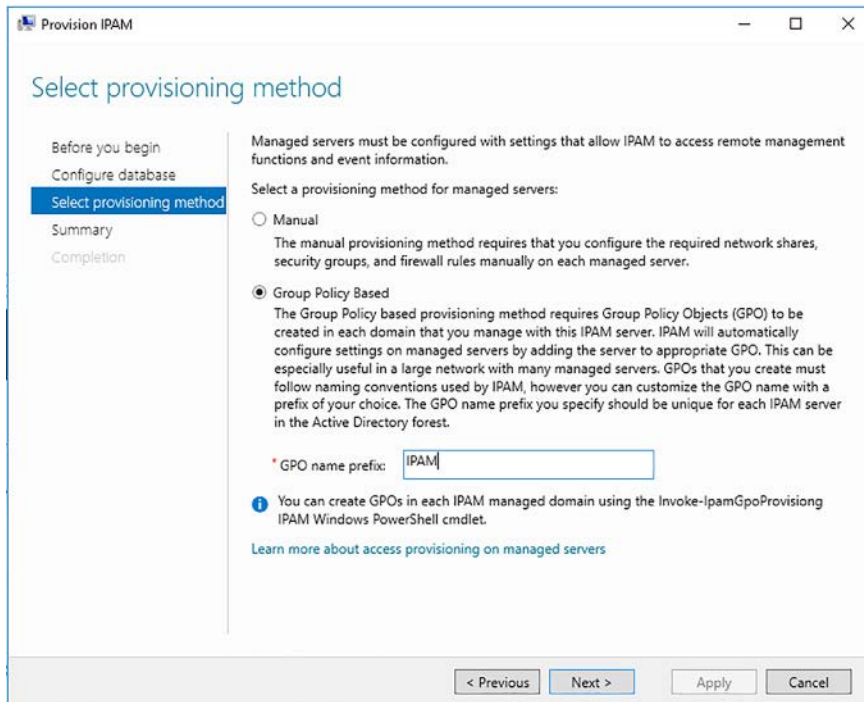 Provision IPAM
Select provisioning method
Before you begin
Configure database
Select provisioning method
Summary
Completion
Managed servers must be configured with settings that allow IPAM to access remote management
functions and event information.
Select a provisioning method for managed servers:
Manual
The manual provisioning method requires that you configure the required network shares,
security groups, and firewall rules manually on each managed server.
Group Policy Based
The Group Policy based provisioning method requires Group Policy Objects (GPO) to be
created in each domain that you manage with this IPAM server. IPAM will automatically
configure settings on managed servers by adding the server to appropriate GPO. This can be
especially useful in a large network with many managed servers. GPOs that you create must
follow naming conventions used by IPAM, however you can customize the GPO name with a
prefix of your choice. The GPO name prefix you specify should be unique for each IPAM server
in the Active Directory forest.
* GPO name prefix: IPAM
You can create GPOs in each IPAM managed domain using the Invoke-IpamGpoProvisiong
IPAM Windows PowerShell cmdlet.
Learn more about access provisioning on managed servers
< Previous Next > Apply Cancel